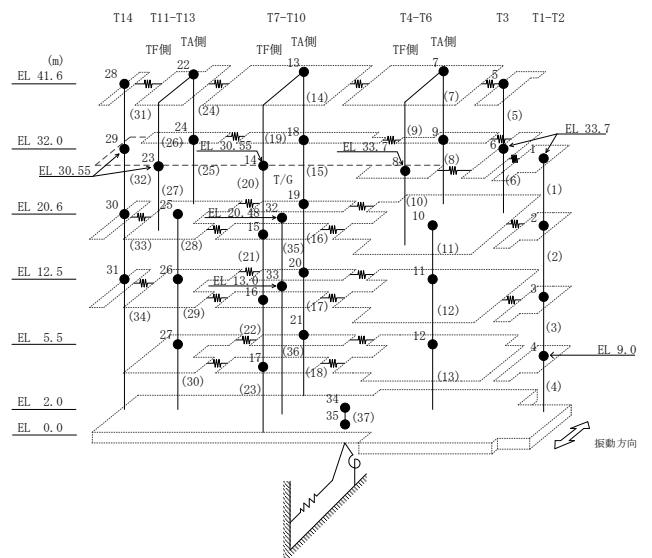 T14 T11-T13 T7-T10 T4-T6 T3 T1-T2
TF側 TA側 TF側 TA側 TF側 TA側
(m)
EL 41.6 28 22 13 7 5
(31) (24) (14) (7) (5)
EL 32.0 29 24 (26) (19) 18 (9) 9 6 1 EL 33.7
EL 30.55 23 EL 30.55 14 EL 33.7 8 (8)
(32) (25) (20) T/G (15) (6) (1)
(27) (10)
EL 20.6 30 25 EL 20.48 32 19 10 2
(33) (28) 15 (35) (16) (11) (2)
EL 12.5 31 26 (21) EL 13.0 33 20 11 3
(34) (29) 16 (17) (12) (3)
EL 5.5 27 (22) 21 12 4 EL 9.0
(30) 17 (36) (18) (13) (4)
(23)
EL 2.0 34
35 (37)
EL 0.0
振動方向